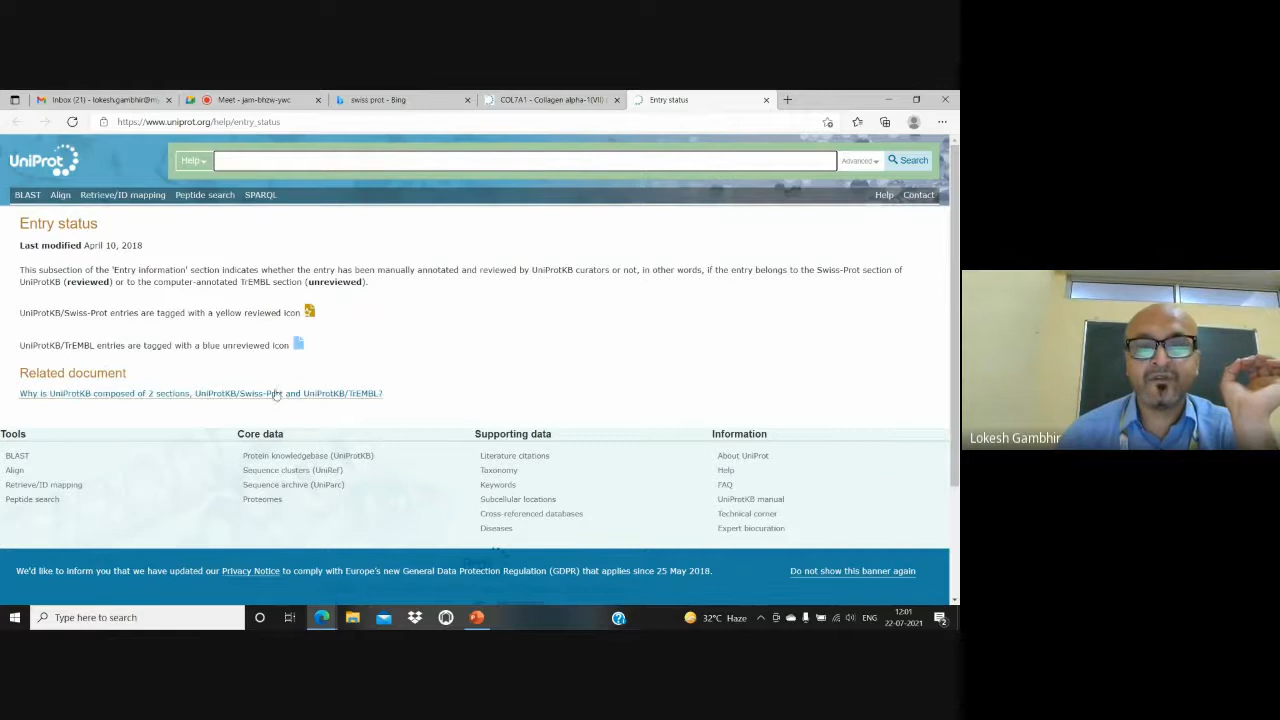 Inbox (21) - lokesh.gambhir@m
Meet - jam-bhzw-ywc
swiss prot - Bing
COL7A1 - Collagen alpha-1(VII)
Entry status
https://www.uniprot.org/help/entry_status
UniProt
Help
Advanced
Search
BLAST Align Retrieve/ID mapping Peptide search SPARQL
Help Contact
Entry status
Last modified April 10, 2018
This subsection of the 'Entry information' section indicates whether the entry has been manually annotated and reviewed by UniProtKB curators or not, in other words, if the entry belongs to the Swiss-Prot section of
UniProtKB (reviewed) or to the computer-annotated TrEMBL section (unreviewed).
UniProtKB/Swiss-Prot entries are tagged with a yellow reviewed icon
UniProtKB/TrEMBL entries are tagged with a blue unreviewed icon
Related document
Why is UniProtKB composed of 2 sections, UniProtKB/Swiss-Prot and UniProtKB/TrEMBL?
Tools Core data Supporting data Information
BLAST Protein knowledgebase (UniProtKB) Literature citations About UniProt
Align Sequence clusters (UniRef) Taxonomy Help
Retrieve/ID mapping Sequence archive (UniParc) Keywords FAQ
Peptide search Proteomes Subcellular locations UniProtKB manual
Cross-referenced databases Technical corner
Diseases Expert biocuration
We'd like to inform you that we have updated our Privacy Notice to comply with Europe's new General Data Protection Regulation (GDPR) that applies since 25 May 2018.
Do not show this banner again
Type here to search
32°C Haze
ENG
12:01
22-07-2021
2
Lokesh Gambhir